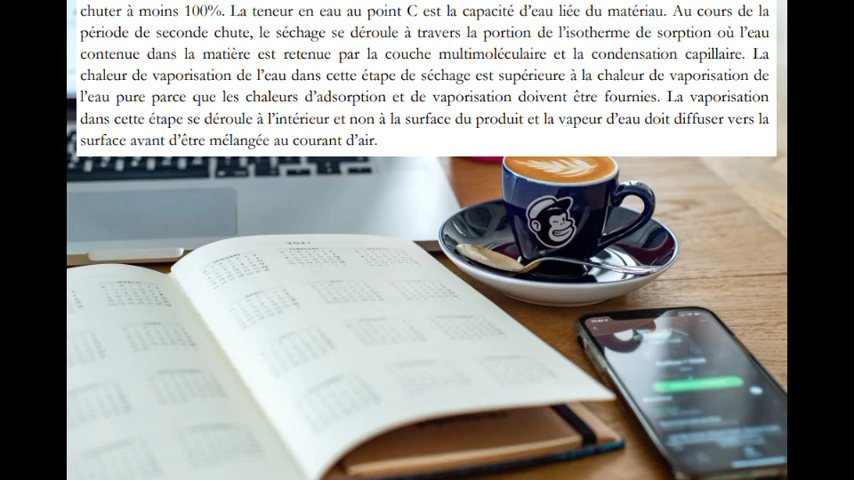 chuter à moins 100%. La teneur en eau au point C est la capacité d'eau liée du matériau. Au cours de la
période de seconde chute, le séchage se déroule à travers la portion de l'isotherme de sorption où l'eau
contenue dans la matière est retenue par la couche multimoléculaire et la condensation capillaire. La
chaleur de vaporisation de l'eau dans cette étape de séchage est supérieure à la chaleur de vaporisation de
l'eau pure parce que les chaleurs d'adsorption et de vaporisation doivent être fournies. La vaporisation
dans cette étape se déroule à l'intérieur et non à la surface du produit et la vapeur d'eau doit diffuser vers la
surface avant d'être mélangée au courant d'air.
2021